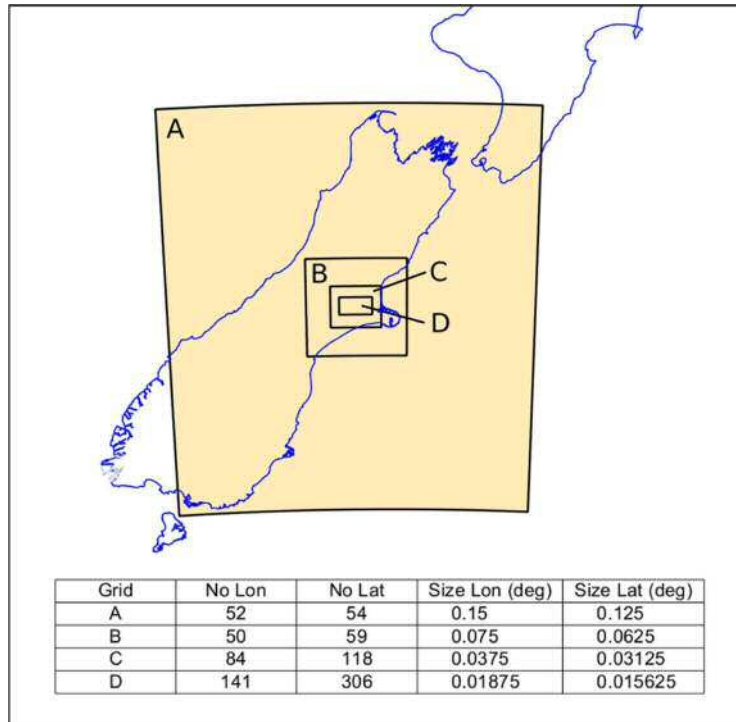 A
B
C
D
Grid No Lon No Lat Size Lon (deg) Size Lat (deg)
A 52 54 0.15 0.125
B 50 59 0.075 0.0625
C 84 118 0.0375 0.03125
D 141 306 0.01875 0.015625